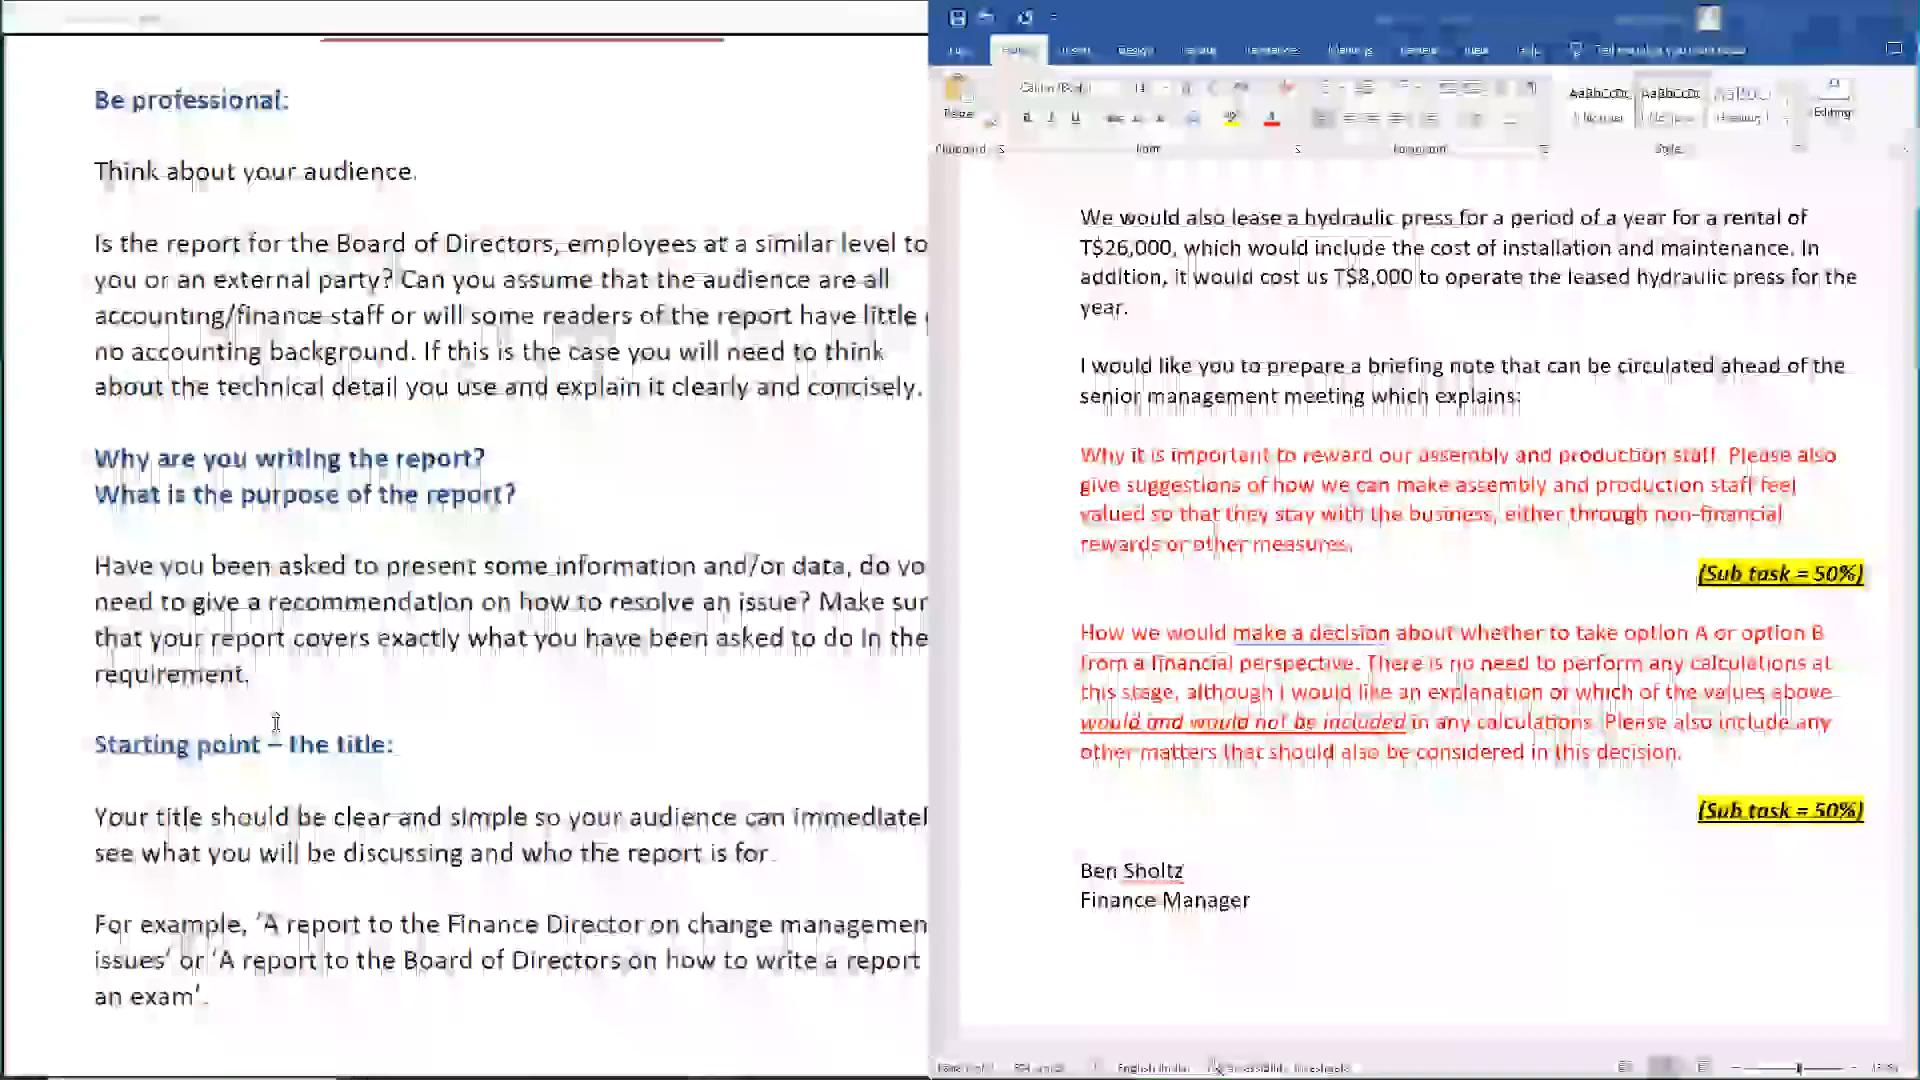 Be professional:
Think about your audience.
Is the report for the Board of Directors, employees at a similar level to
you or an external party? Can you assume that the audience are all
accounting/finance staff or will some readers of the report have little
no accounting background. If this is the case you will need to think
about the technical detail you use and explain it clearly and concisely.
Why are you writing the report?
What is the purpose of the report?
Have you been asked to present some information and/or data, do yo
need to give a recommendation on how to resolve an issue? Make sur
that your report covers exactly what you have been asked to do in the
requirement.
Starting point – the title:
Your title should be clear and simple so your audience can immediatel
see what you will be discussing and who the report is for.
For example, 'A report to the Finance Director on change managemen
issues' or 'A report to the Board of Directors on how to write a report
an exam'.
Paste
Clipboard
Font
Paragraph
AaBbCcDc
AaBbCcDc
Editing
We would also lease a hydraulic press for a period of a year for a rental of
T$26,000, which would include the cost of installation and maintenance. In
addition, it would cost us T$8,000 to operate the leased hydraulic press for the
year.
I would like you to prepare a briefing note that can be circulated ahead of the
senior management meeting which explains:
Why it is important to reward our assembly and production staff. Please also
give suggestions of how we can make assembly and production staff feel
valued so that they stay with the business, either through non-financial
rewards or other measures.
(Sub task = 50%)
How we would make a decision about whether to take option A or option B
from a financial perspective. There is no need to perform any calculations at
this stage, although I would like an explanation of which of the values above
would and would not be included in any calculations. Please also include any
other matters that should also be considered in this decision.
(Sub task = 50%)
Ben Sholtz
Finance Manager